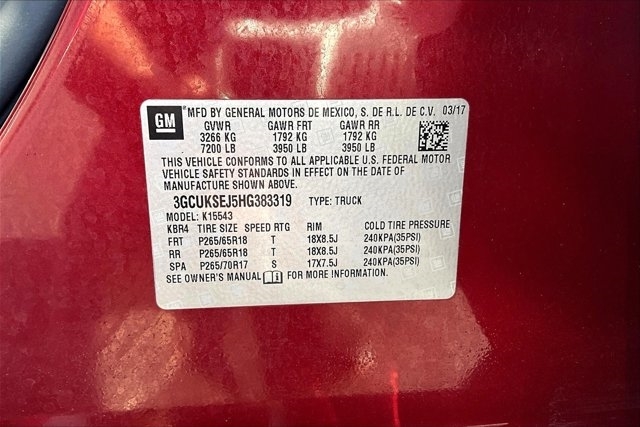 GM
MFD BY GENERAL MOTORS DE MEXICO, S. DE R.L. DE C.V. 03/17
GVWR GAWR FRT GAWR RR
3266 KG 1792 KG 1792 KG
7200 LB 3950 LB 3950 LB
THIS VEHICLE CONFORMS TO ALL APPLICABLE U.S. FEDERAL MOTOR
VEHICLE SAFETY STANDARDS IN EFFECT ON THE DATE OF
MANUFACTURE SHOWN ABOVE.
3GCUKSEJ5HG383319 TYPE: TRUCK
MODEL: K15543
KBR4 TIRE SIZE SPEED RTG RIM COLD TIRE PRESSURE
FRT P265/65R18 T 18X8.5J 240KPA(35PSI)
RR P265/65R18 T 18X8.5J 240KPA(35PSI)
SPA P265/70R17 S 17X7.5J 240KPA(35PSI)
SEE OWNER'S MANUAL FOR MORE INFORMATION.